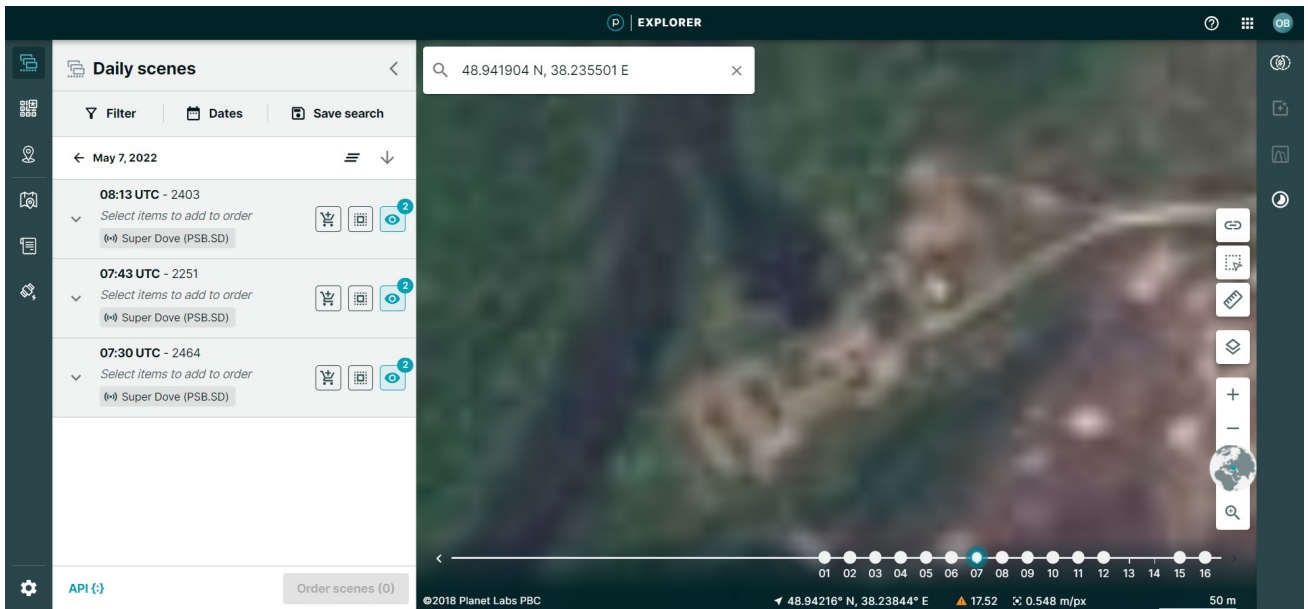 EXPLORER
OB
Daily scenes
48.941904 N, 38.235501 E
Filter
Dates
Save search
May 7, 2022
08:13 UTC - 2403
Select items to add to order
Super Dove (PSB.SD)
2
07:43 UTC - 2251
Select items to add to order
Super Dove (PSB.SD)
2
07:30 UTC - 2464
Select items to add to order
Super Dove (PSB.SD)
2
01 02 03 04 05 06 07 08 09 10 11 12 13 14 15 16
API {:}
Order scenes (0)
©2018 Planet Labs PBC
48.94216° N, 38.23844° E
17.52
0.548 m/px
50 m